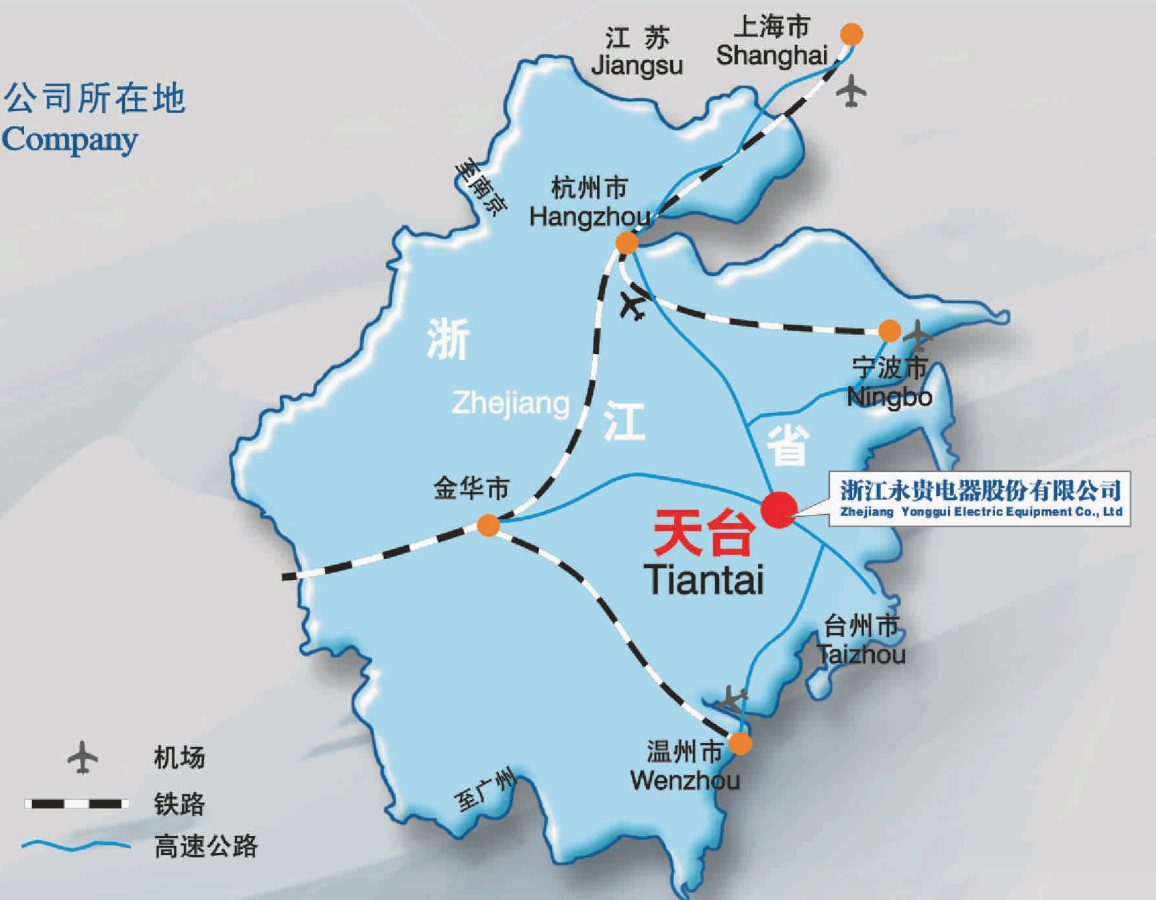 江 苏
Jiangsu
上海市
Shanghai
公司所在地
Company
至南京
杭州市
Hangzhou
浙
Zhejiang
江
省
宁波市
Ningbo
金华市
浙江永贵电器股份有限公司
Zhejiang Yonggui Electric Equipment Co., Ltd
天台
Tiantai
台州市
Taizhou
温州市
Wenzhou
至广州
机场
铁路
高速公路